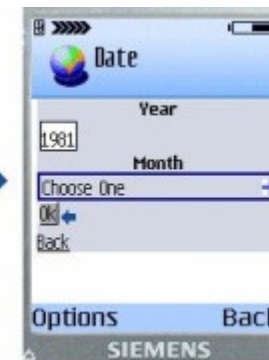 Date
Year
1981
Month
Choose One
Ok
Back
Options Back
SIEMENS